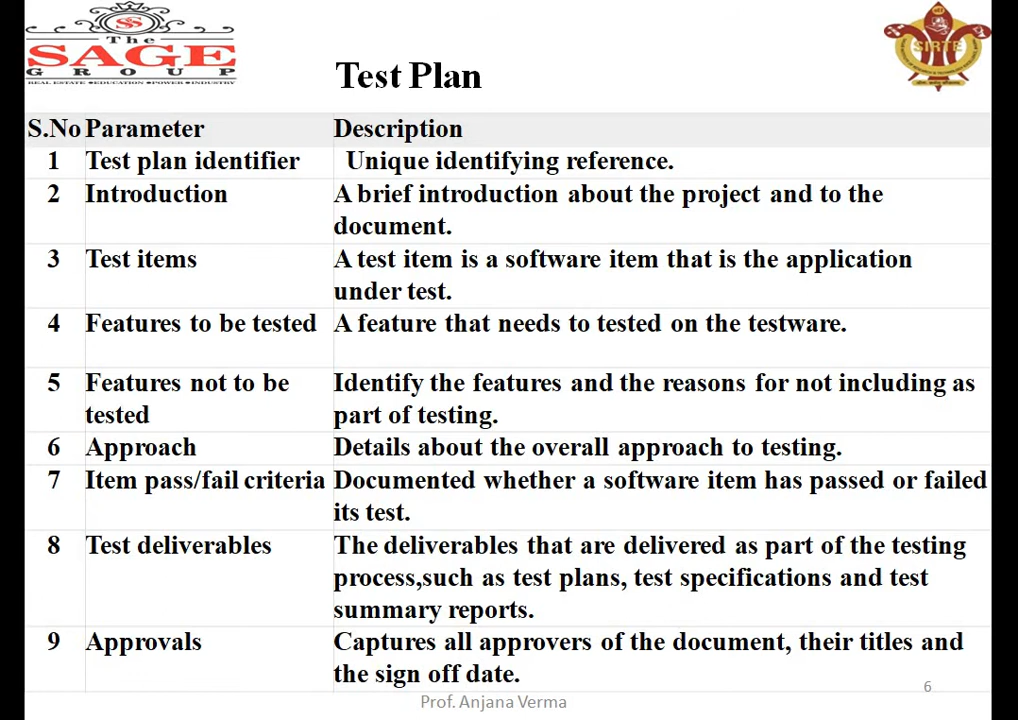 The
SAGE
GROUP
REAL ESTATE •EDUCATION •POWER •INDUSTRY
SIRTE
Test Plan
S.No Parameter Description
1 Test plan identifier Unique identifying reference.
2 Introduction A brief introduction about the project and to the
document.
3 Test items A test item is a software item that is the application
under test.
4 Features to be tested A feature that needs to tested on the testware.
5 Features not to be Identify the features and the reasons for not including as
tested part of testing.
6 Approach Details about the overall approach to testing.
7 Item pass/fail criteria Documented whether a software item has passed or failed
its test.
8 Test deliverables The deliverables that are delivered as part of the testing
process,such as test plans, test specifications and test
summary reports.
9 Approvals Captures all approvers of the document, their titles and
the sign off date.
6
Prof. Anjana Verma